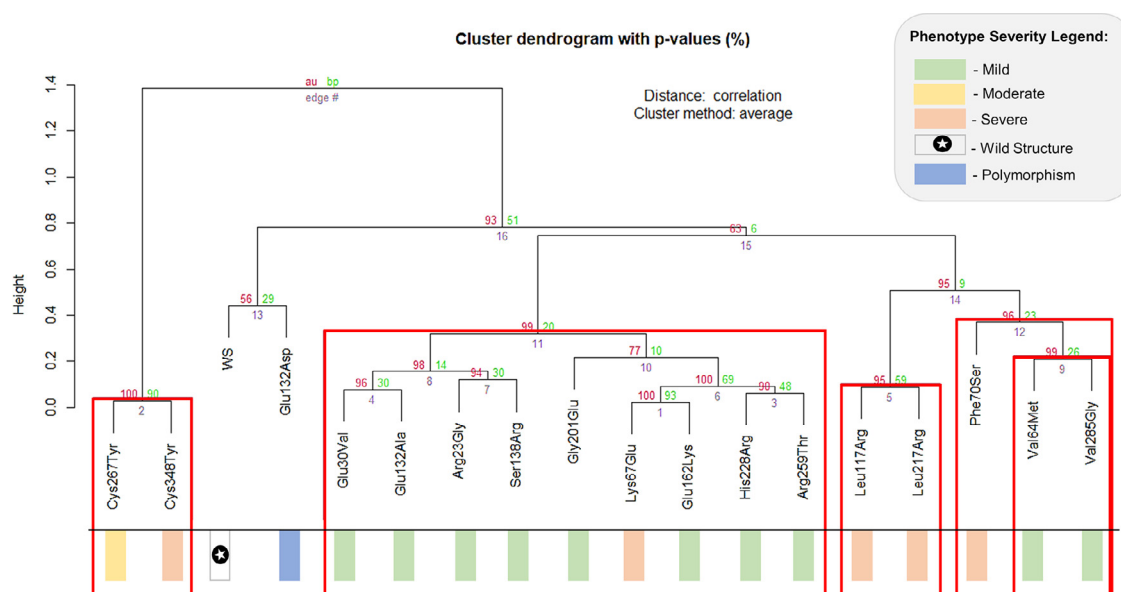 Cluster dendrogram with p-values (%)
Phenotype Severity Legend:
- Mild
- Moderate
- Severe
- Wild Structure
- Polymorphism
Distance: correlation
Cluster method: average
Height
1.4
1.2
1.0
0.8
0.6
0.4
0.2
0.0
au bp
edge #
93 51
16
63 6
15
95 9
14
56 29
13
96 23
12
99 20
11
77 10
10
99 26
9
98 14
8
94 30
7
100 69
6
95 59
5
96 30
4
90 48
3
100 90
2
100 93
1
Cys267Tyr
Cys348Tyr
WS
Glu132Asp
Glu30Val
Glu132Ala
Arg23Gly
Ser138Arg
Gly201Glu
Lys67Glu
Glu162Lys
His228Arg
Arg259Thr
Leu117Arg
Leu217Arg
Phe70Ser
Val64Met
Val285Gly